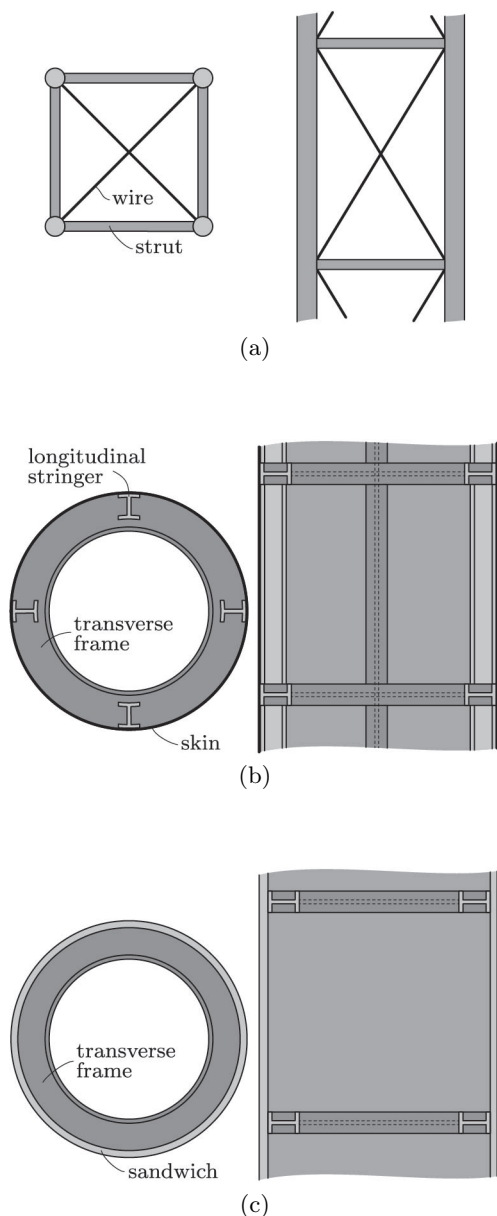 wire
strut
(a)
longitudinal
stringer
transverse
frame
skin
(b)
transverse
frame
sandwich
(c)